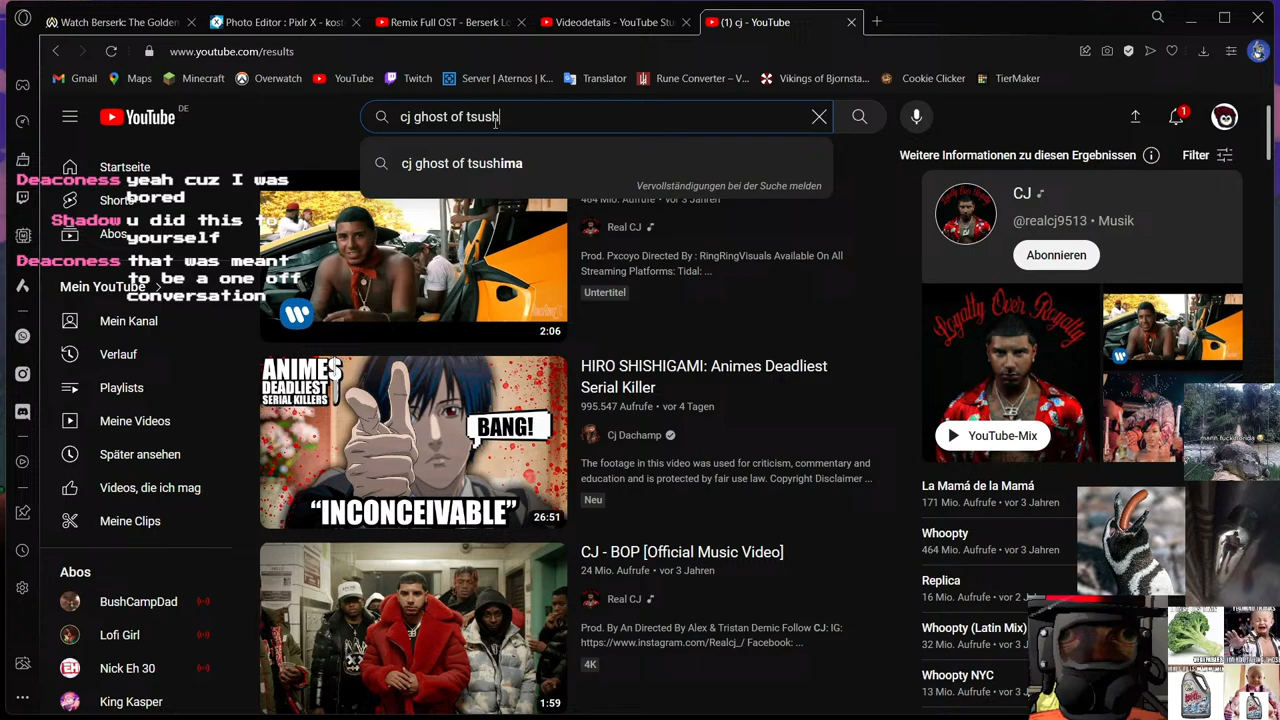 Watch Berserk: The Golden
Photo Editor : Pixlr X - kost
Remix Full OST - Berserk Lo
Videodetails - YouTube Stu
(1) cj - YouTube
www.youtube.com/results
Gmail
Maps
Minecraft
Overwatch
YouTube
Twitch
Server | Aternos | K...
Translator
Rune Converter – V...
Vikings of Bjornsta...
Cookie Clicker
TierMaker
YouTube DE
cj ghost of tsush
1
cj ghost of tsushima
Vervollständigungen bei der Suche melden
Weitere Informationen zu diesen Ergebnissen
Filter
Startseite
Shorts
Abos
Mein YouTube
Mein Kanal
Verlauf
Playlists
Meine Videos
Später ansehen
Videos, die ich mag
Meine Clips
Abos
BushCampDad
Lofi Girl
Nick Eh 30
King Kasper
Deaconess yeah cuz I was
bored
Shadow u did this to
yourself
Deaconess that was meant
to be a one off
conversation
464 Mio. Aufrufe • vor 3 Jahren
Real CJ
Prod. Pxcoyo Directed By : RingRingVisuals Available On All
Streaming Platforms: Tidal: ...
Untertitel
2:06
ANIMES
DEADLIEST
SERIAL KILLERS
BANG!
"INCONCEIVABLE"
26:51
HIRO SHISHIGAMI: Animes Deadliest
Serial Killer
995.547 Aufrufe • vor 4 Tagen
Cj Dachamp
The footage in this video was used for criticism, commentary and
education and is protected by fair use law. Copyright Disclaimer ...
Neu
1:59
CJ - BOP [Official Music Video]
24 Mio. Aufrufe • vor 3 Jahren
Real CJ
Prod. By An Directed By Alex & Tristan Demic Follow CJ: IG:
https://www.instagram.com/Realcj_/ Facebook: ...
4K
CJ
@realcj9513 • Musik
Abonnieren
Loyalty Over Royalty
YouTube-Mix
La Mamá de la Mamá
171 Mio. Aufrufe • vor 3 Jahren
Whoopty
464 Mio. Aufrufe • vor 3 Jahren
Replica
16 Mio. Aufrufe • vor 2 J
Whoopty (Latin Mix)
32 Mio. Aufrufe • vor 3 J
Whoopty NYC
13 Mio. Aufrufe • vor 3 J